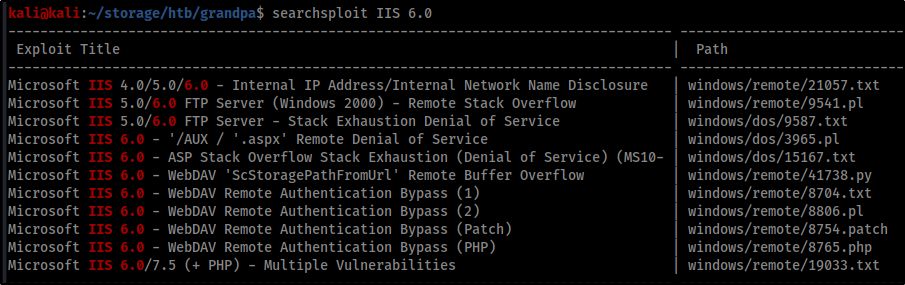 kali@kali:~/storage/htb/grandpa$ searchsploit IIS 6.0
Exploit Title | Path
Microsoft IIS 4.0/5.0/6.0 - Internal IP Address/Internal Network Name Disclosure | windows/remote/21057.txt
Microsoft IIS 5.0/6.0 FTP Server (Windows 2000) - Remote Stack Overflow | windows/remote/9541.pl
Microsoft IIS 5.0/6.0 FTP Server - Stack Exhaustion Denial of Service | windows/dos/9587.txt
Microsoft IIS 6.0 - '/AUX / '.aspx' Remote Denial of Service | windows/dos/3965.pl
Microsoft IIS 6.0 - ASP Stack Overflow Stack Exhaustion (Denial of Service) (MS10- | windows/dos/15167.txt
Microsoft IIS 6.0 - WebDAV 'ScStoragePathFromUrl' Remote Buffer Overflow | windows/remote/41738.py
Microsoft IIS 6.0 - WebDAV Remote Authentication Bypass (1) | windows/remote/8704.txt
Microsoft IIS 6.0 - WebDAV Remote Authentication Bypass (2) | windows/remote/8806.pl
Microsoft IIS 6.0 - WebDAV Remote Authentication Bypass (Patch) | windows/remote/8754.patch
Microsoft IIS 6.0 - WebDAV Remote Authentication Bypass (PHP) | windows/remote/8765.php
Microsoft IIS 6.0/7.5 (+ PHP) - Multiple Vulnerabilities | windows/remote/19033.txt